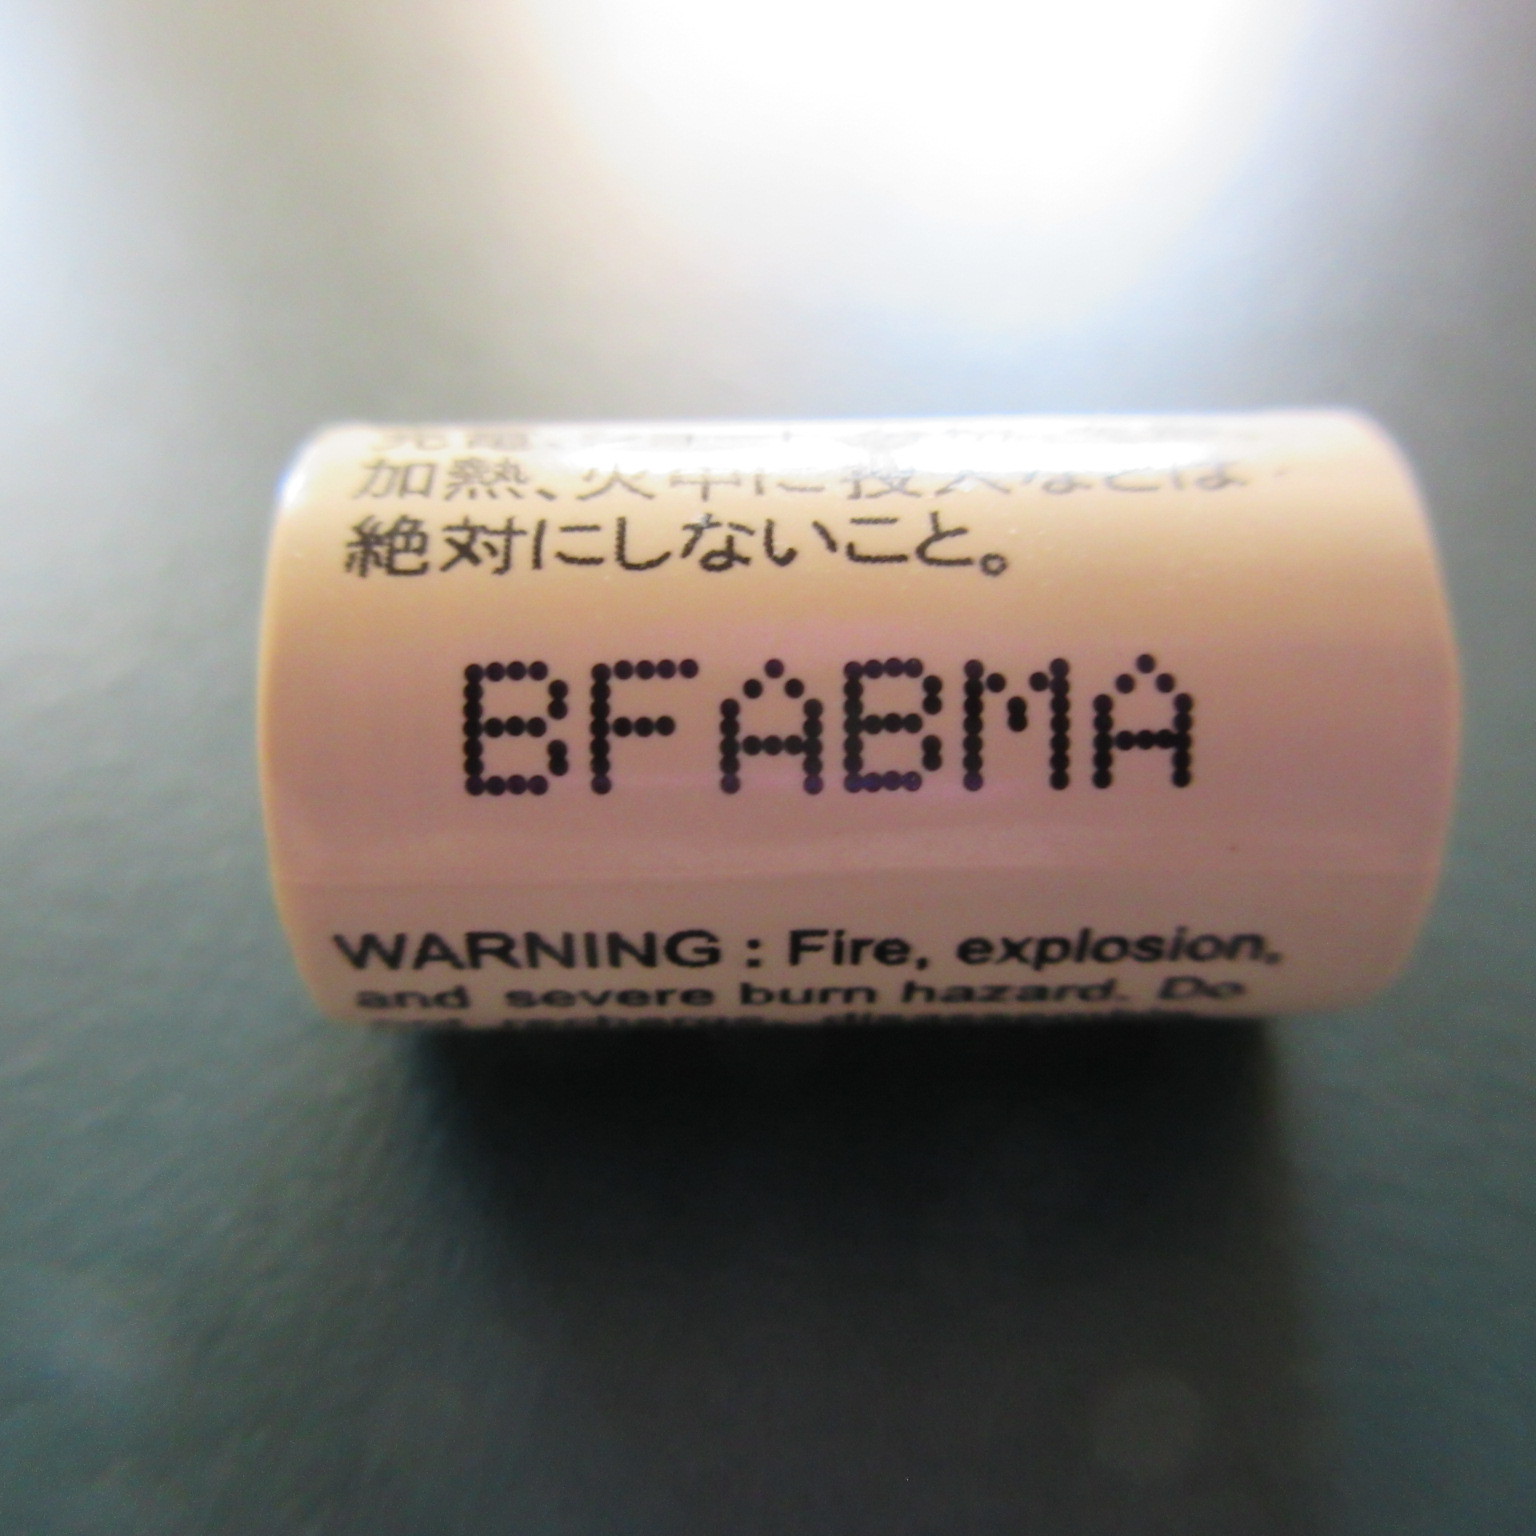 加熱、火中に投入などは
絶対にしないこと。
BFABMA
WARNING : Fire, explosion,
and severe burn hazard. Do